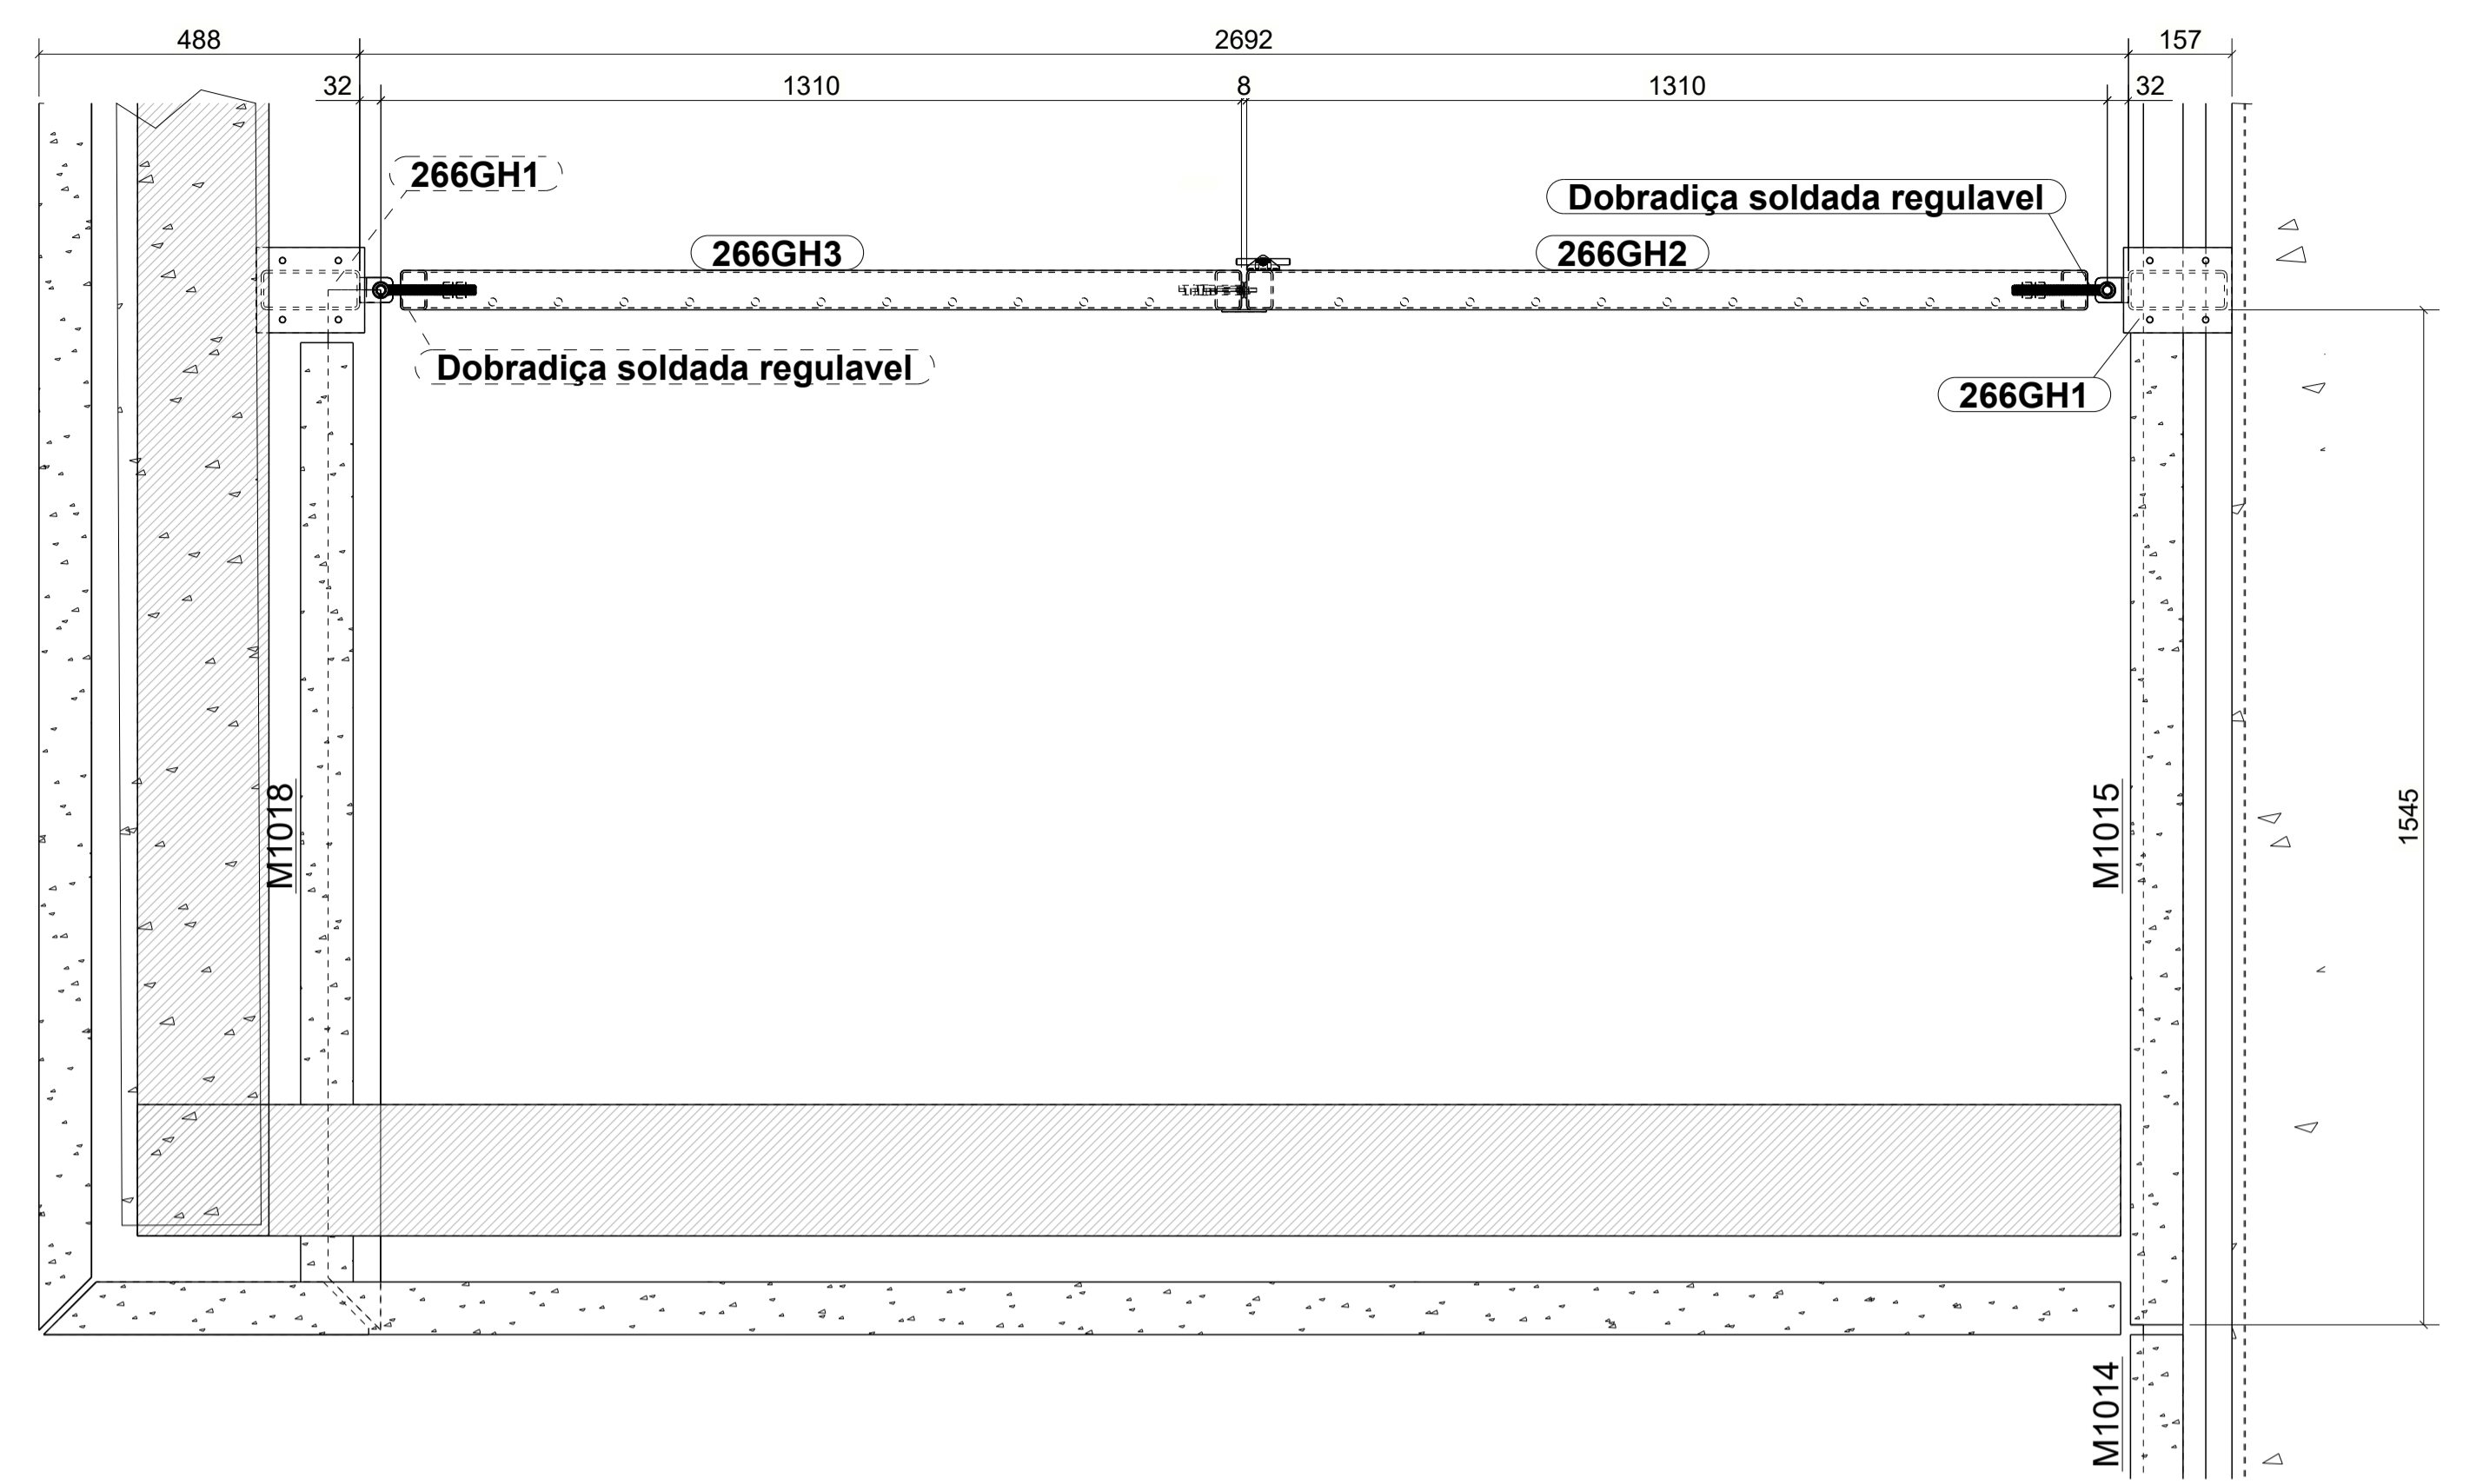 488
2692
157
32
1310
8
1310
32
266GH1
Dobradiça soldada regulavel
266GH3
266GH2
Dobradiça soldada regulavel
266GH1
M1018
M1015
1545
M1014